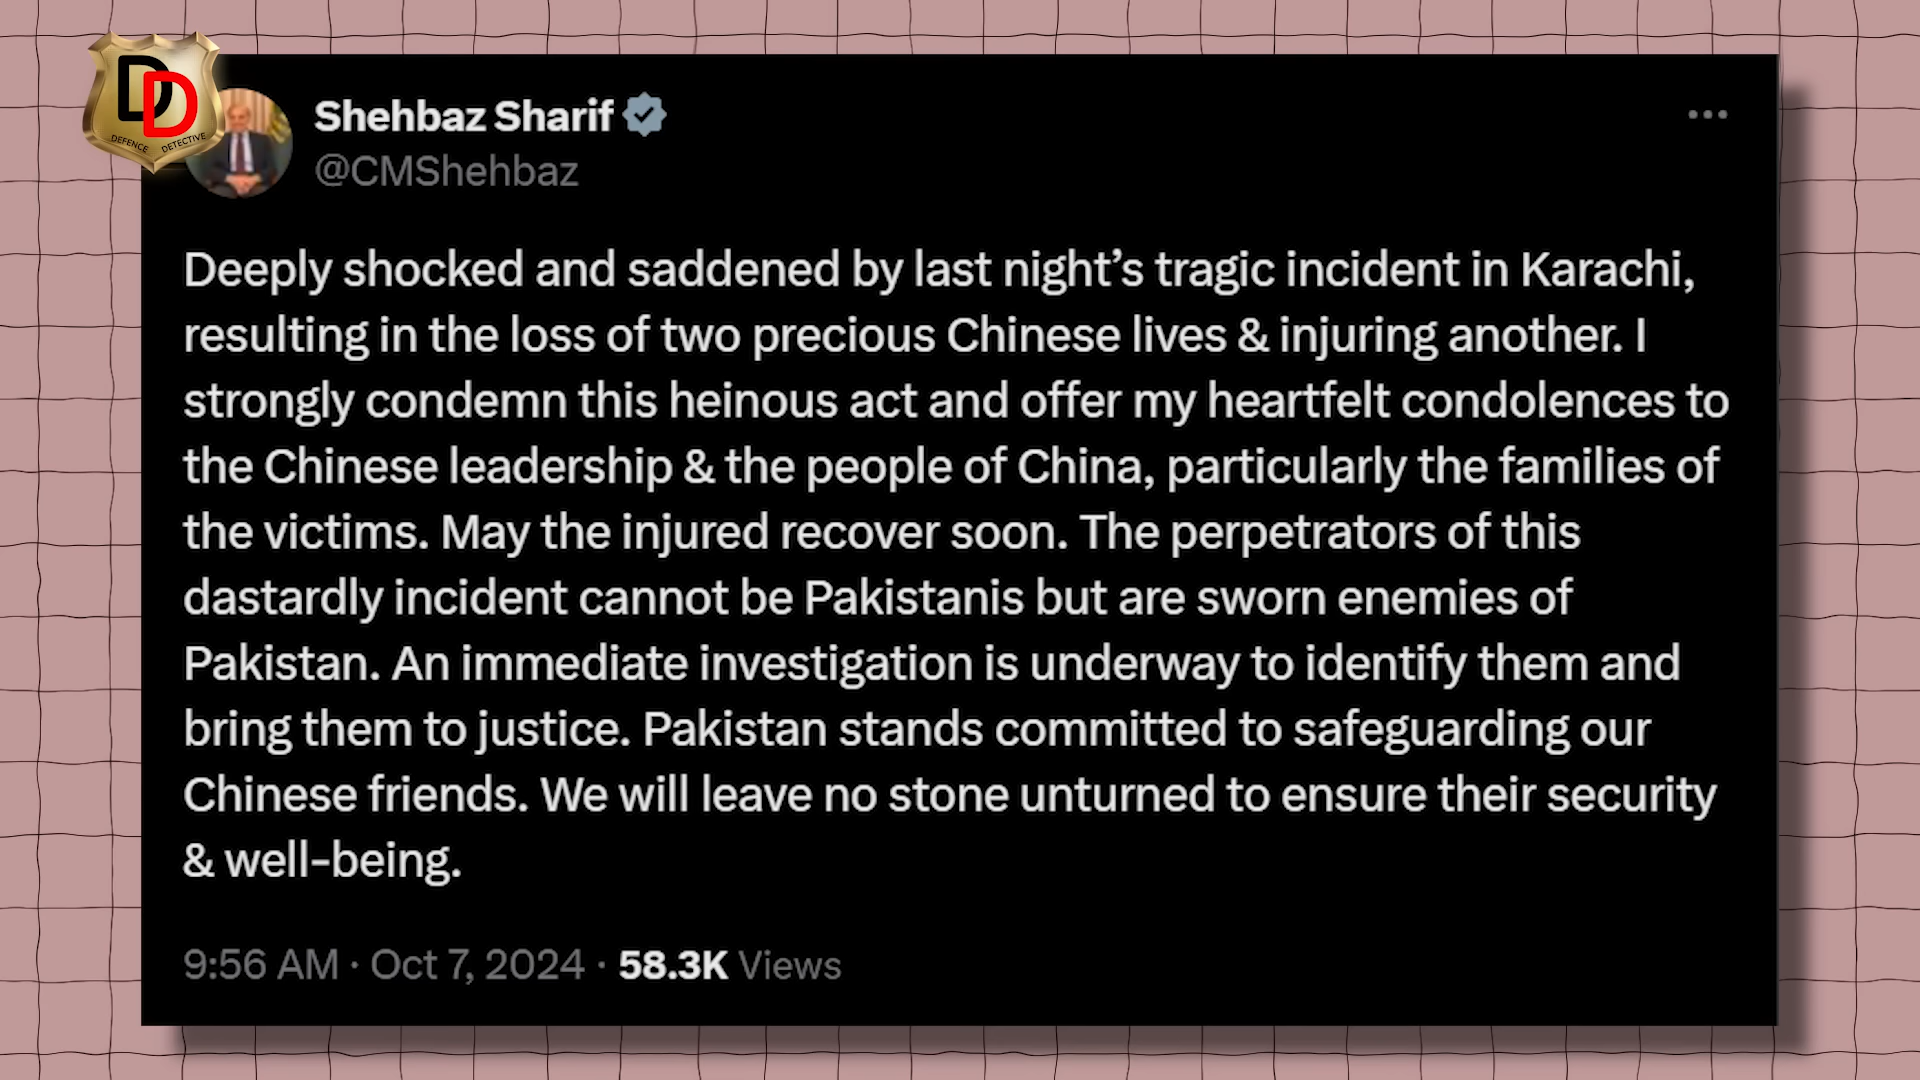 DD
DEFENCE DETECTIVE
Shehbaz Sharif
@CMShehbaz
Deeply shocked and saddened by last night’s tragic incident in Karachi,
resulting in the loss of two precious Chinese lives & injuring another. I
strongly condemn this heinous act and offer my heartfelt condolences to
the Chinese leadership & the people of China, particularly the families of
the victims. May the injured recover soon. The perpetrators of this
dastardly incident cannot be Pakistanis but are sworn enemies of
Pakistan. An immediate investigation is underway to identify them and
bring them to justice. Pakistan stands committed to safeguarding our
Chinese friends. We will leave no stone unturned to ensure their security
& well-being.
9:56 AM · Oct 7, 2024 · 58.3K Views